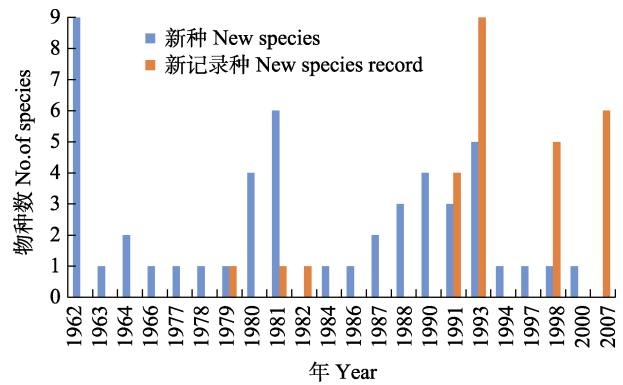 物种数 No.of species
9
8
7
6
5
4
3
2
1
0
新种 New species
新记录种 New species record
1962 1963 1964 1966 1977 1978 1979 1980 1981 1982 1984 1986 1987 1988 1990 1991 1993 1994 1997 1998 2000 2007
年 Year